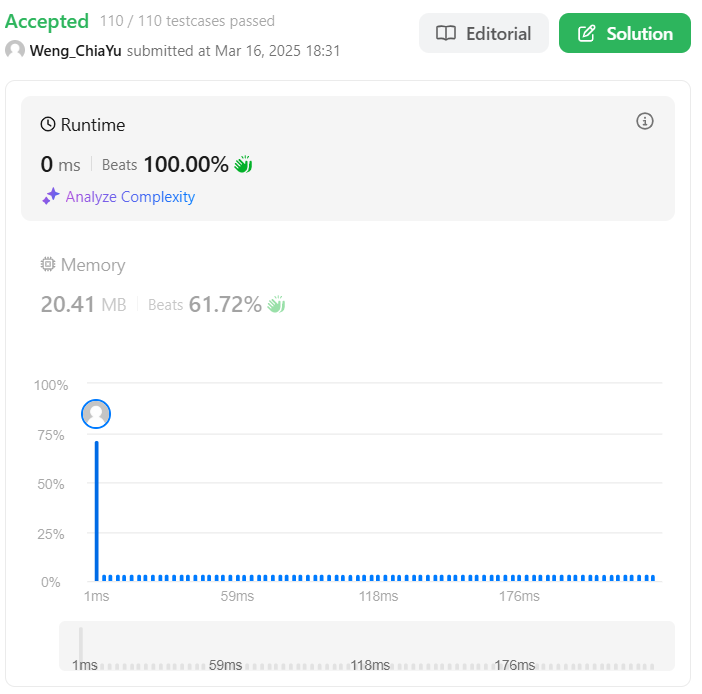 Accepted 110 / 110 testcases passed
Weng_ChiaYu submitted at Mar 16, 2025 18:31
Editorial
Solution
Runtime
0 ms Beats 100.00%
Analyze Complexity
Memory
20.41 MB Beats 61.72%
100%
75%
50%
25%
0%
1ms 59ms 118ms 176ms
1ms 59ms 118ms 176ms